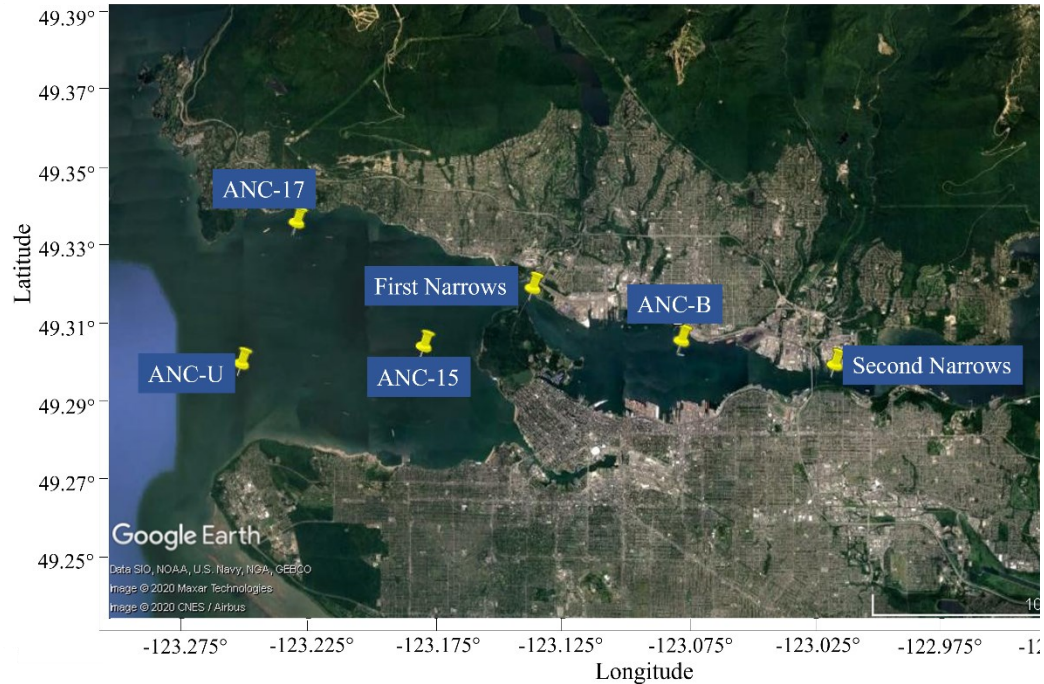 49.39°
49.37°
49.35°
49.33°
49.31°
49.29°
49.27°
49.25°
Latitude
ANC-17
First Narrows
ANC-B
ANC-U
ANC-15
Second Narrows
Google Earth
Data SIO, NOAA, U.S. Navy, NGA, GEBCO
Image © 2020 Maxar Technologies
Image © 2020 CNES / Airbus
10
-123.275° -123.225° -123.175° -123.125° -123.075° -123.025° -122.975° -12
Longitude